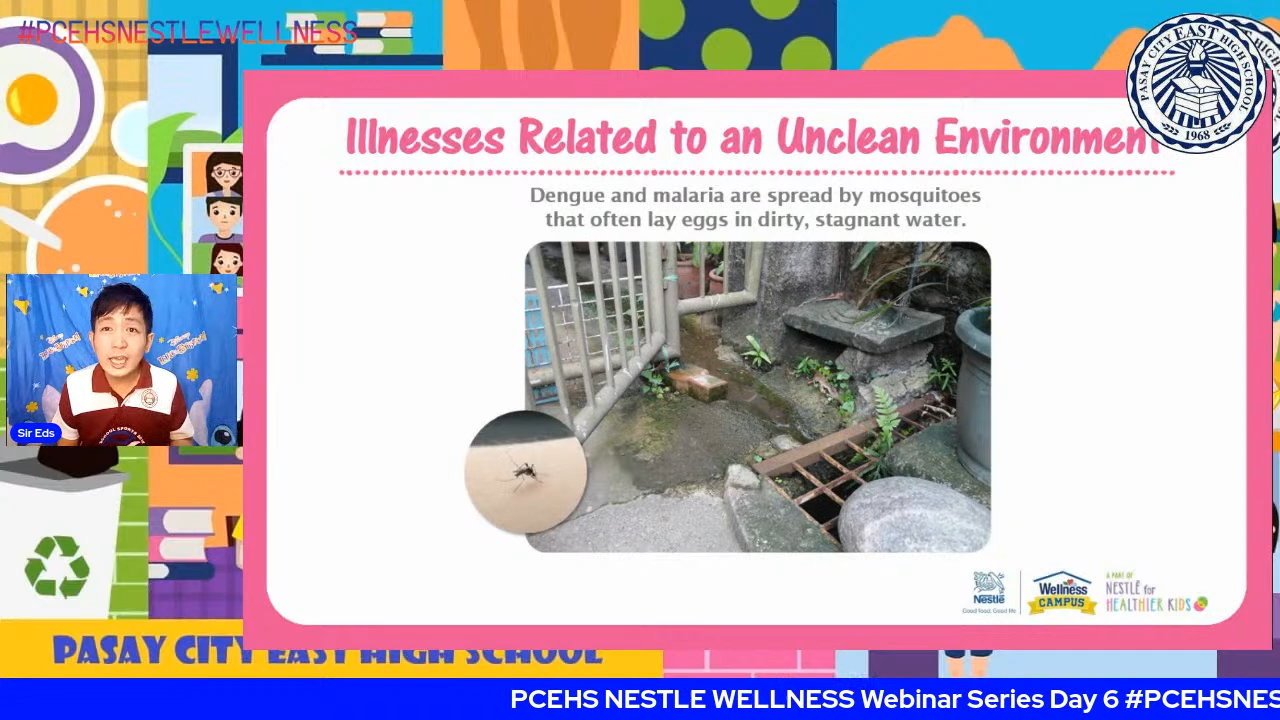 #PCEHSNESTLEWELLNESS
PASAY CITY EAST HIGH SCHOOL
1968
Illnesses Related to an Unclean Environment
Dengue and malaria are spread by mosquitoes
that often lay eggs in dirty, stagnant water.
Sir Eds
Nestlé
Good food, Good life
Wellness
CAMPUS
A PART OF
NESTLÉ for
HEALTHIER KIDS
PASAY CITY EAST HIGH SCHOOL
PCEHS NESTLE WELLNESS Webinar Series Day 6 #PCEHSNES